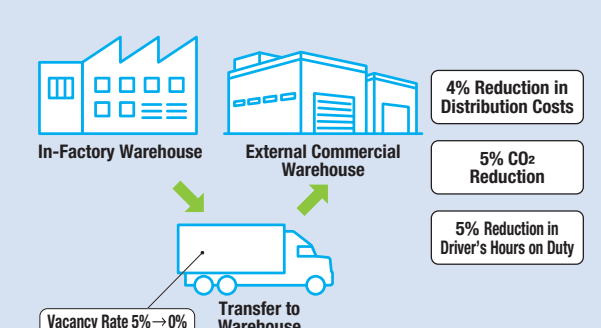 4% Reduction in
Distribution Costs
In-Factory Warehouse
External Commercial
Warehouse
5% CO₂
Reduction
5% Reduction in
Driver's Hours on Duty
Transfer to
Warehouse
Vacancy Rate 5%→0%